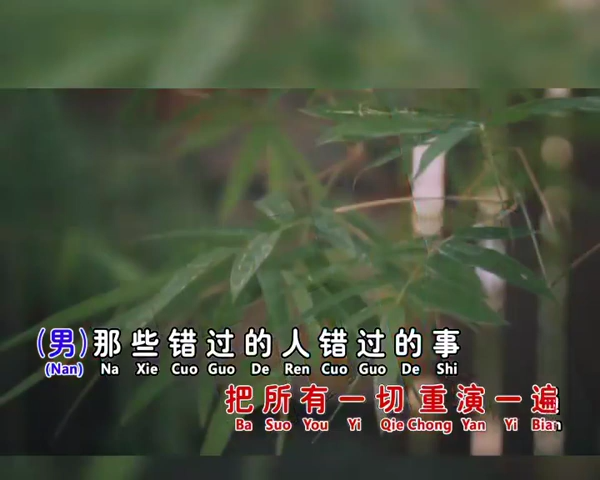 (男)那些错过的人错过的事
(Nan) Na Xie Cuo Guo De Ren Cuo Guo De Shi
把所有一切重演一遍
Ba Suo You Yi Qie Chong Yan Yi Bian